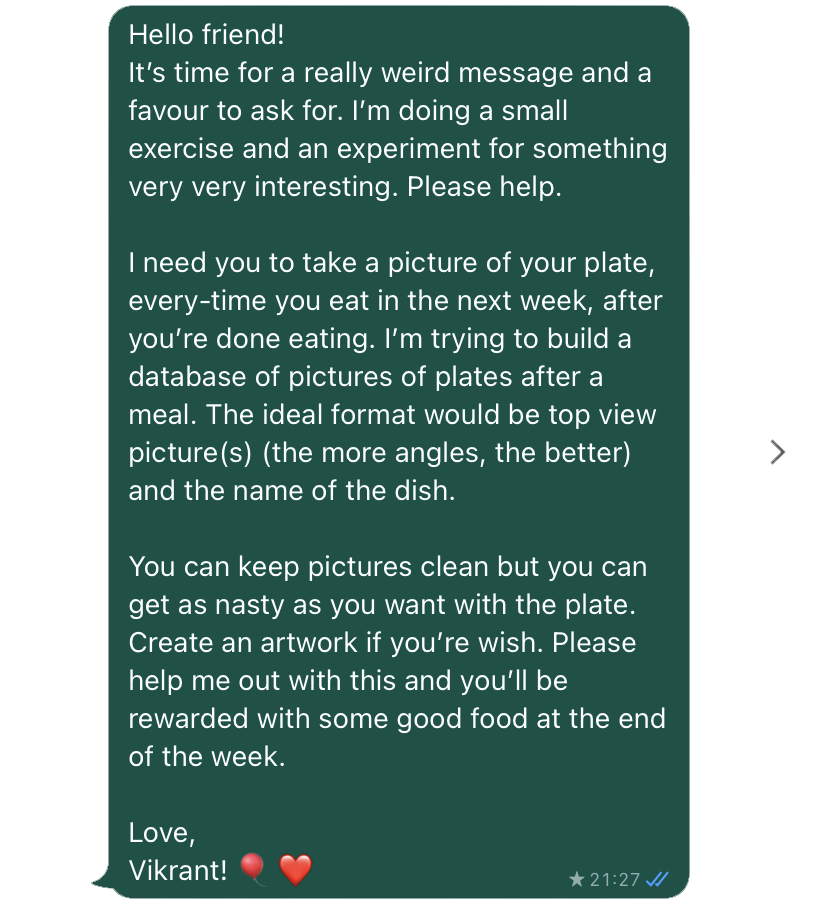 Hello friend!
It's time for a really weird message and a
favour to ask for. I'm doing a small
exercise and an experiment for something
very very interesting. Please help.
I need you to take a picture of your plate,
every-time you eat in the next week, after
you're done eating. I'm trying to build a
database of pictures of plates after a
meal. The ideal format would be top view
picture(s) (the more angles, the better)
and the name of the dish.
You can keep pictures clean but you can
get as nasty as you want with the plate.
Create an artwork if you're wish. Please
help me out with this and you'll be
rewarded with some good food at the end
of the week.
Love,
Vikrant! 🎈 ❤️
★ 21:27